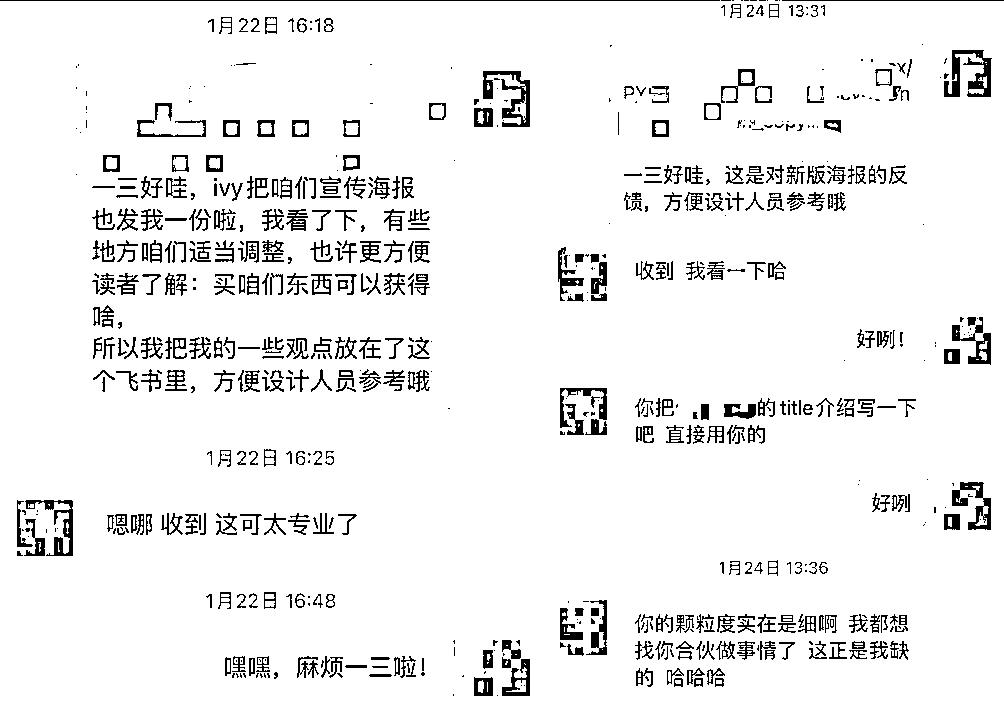 1月22日 16:18
一三好哇，ivy把咱们宣传海报
也发我一份啦，我看了下，有些
地方咱们适当调整，也许更方便
读者了解：买咱们东西可以获得
啥，
所以我把我的一些观点放在了这
个飞书里，方便设计人员参考哦
1月22日 16:25
嗯哪 收到 这可太专业了
1月22日 16:48
嘿嘿，麻烦一三啦！
1月24日 13:31
一三好哇，这是对新版海报的反
馈，方便设计人员参考哦
收到 我看一下哈
好咧！
你把
的title介绍写一下
吧 直接用你的
好咧
1月24日 13:36
你的颗粒度实在是细啊 我都想
找你合伙做事情了 这正是我缺
的 哈哈哈